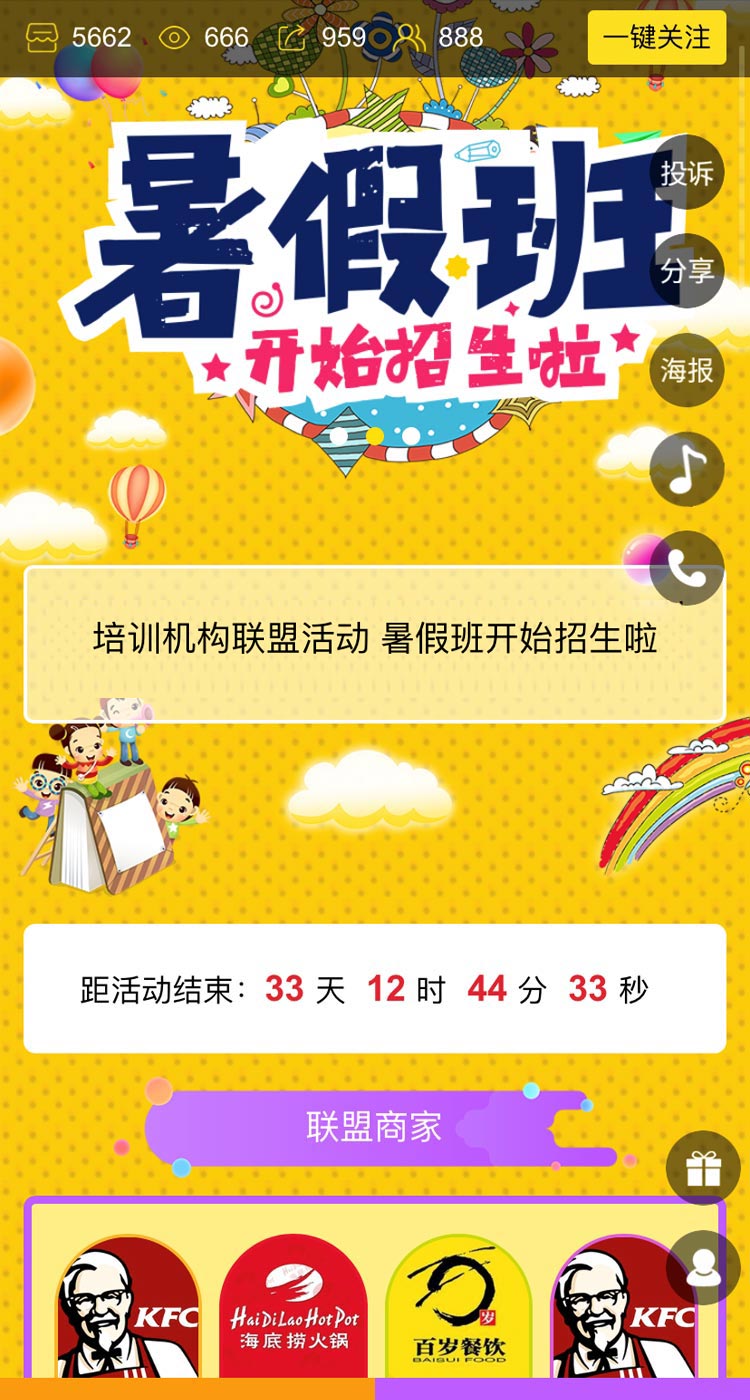 5662 666 959 888 一键关注
暑假班
开始招生啦
投诉
分享
海报
培训机构联盟活动 暑假班开始招生啦
距活动结束：33 天 12 时 44 分 33 秒
联盟商家
KFC
HaiDiLao Hot Pot
海底捞火锅
岁
百岁餐饮
BAISUI FOOD
KFC